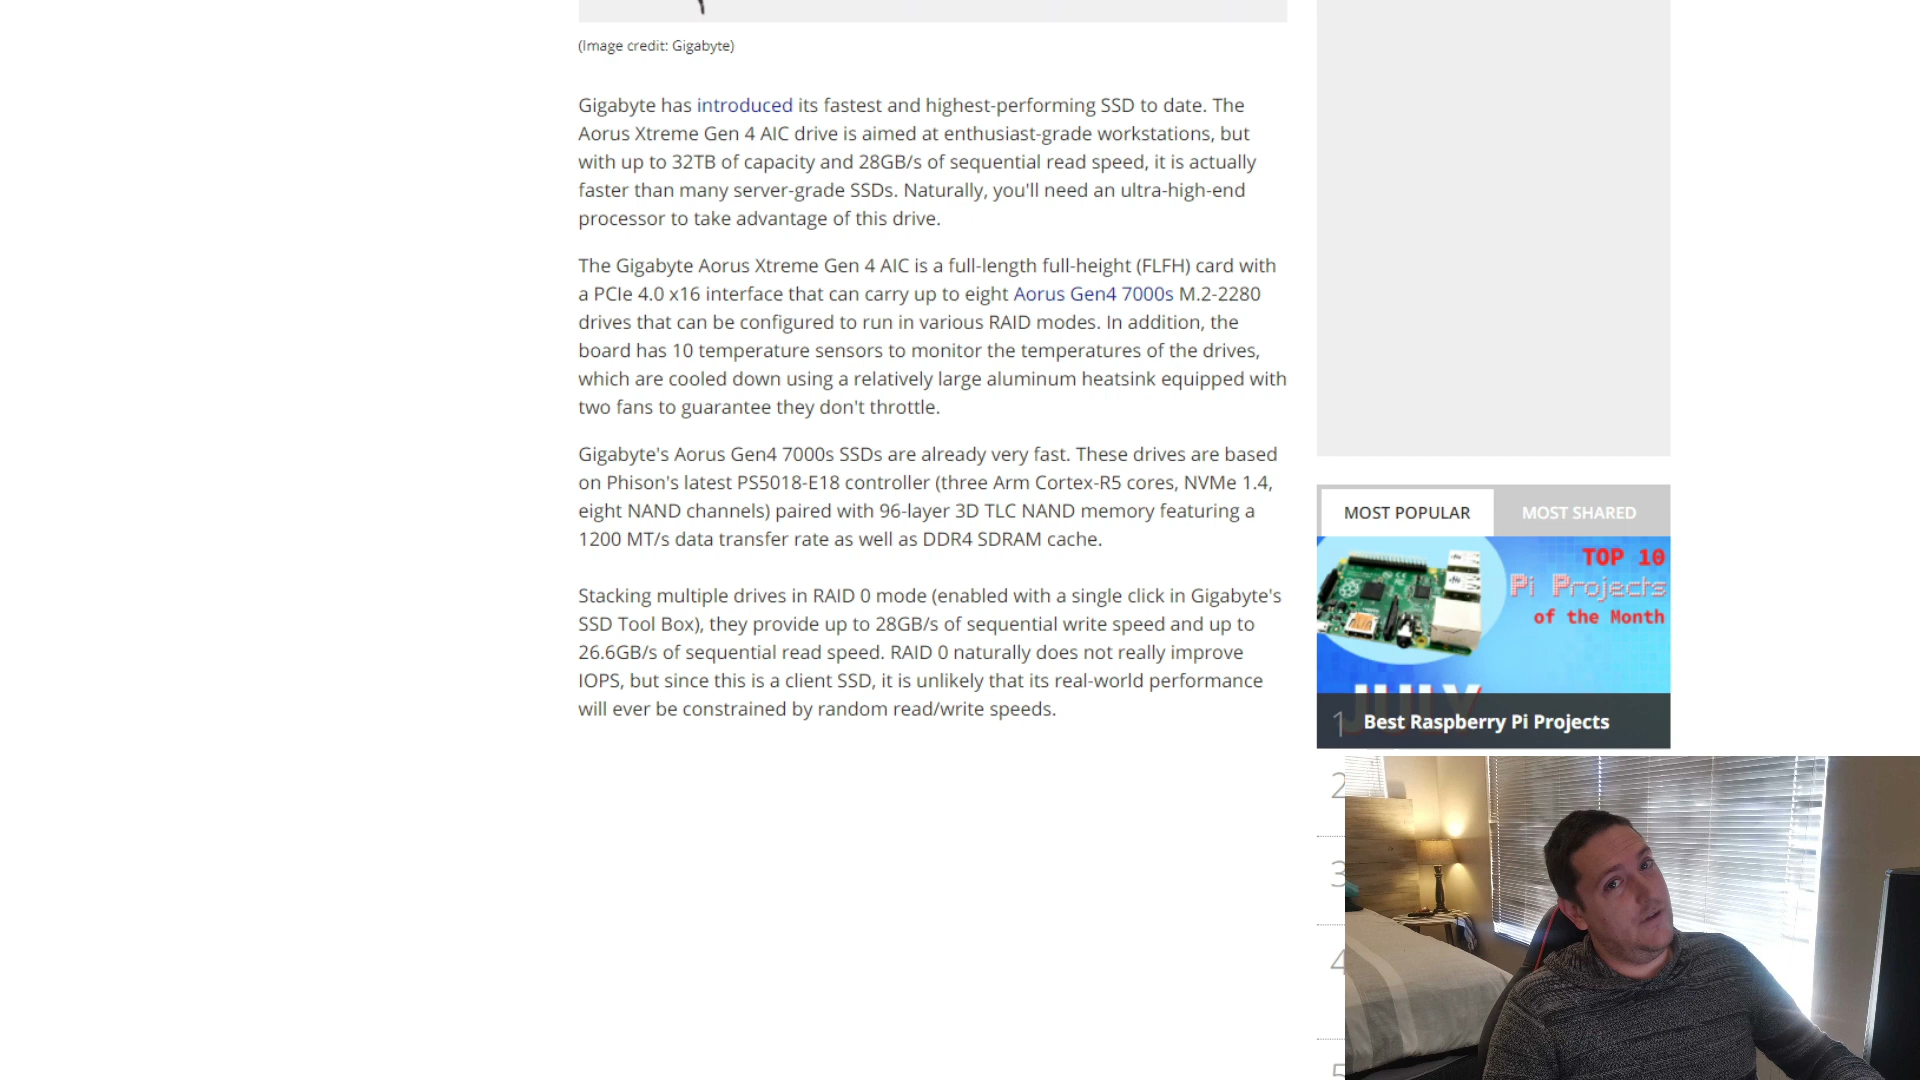 (Image credit: Gigabyte)
Gigabyte has introduced its fastest and highest-performing SSD to date. The
Aorus Xtreme Gen 4 AIC drive is aimed at enthusiast-grade workstations, but
with up to 32TB of capacity and 28GB/s of sequential read speed, it is actually
faster than many server-grade SSDs. Naturally, you'll need an ultra-high-end
processor to take advantage of this drive.
The Gigabyte Aorus Xtreme Gen 4 AIC is a full-length full-height (FLFH) card with
a PCIe 4.0 x16 interface that can carry up to eight Aorus Gen4 7000s M.2-2280
drives that can be configured to run in various RAID modes. In addition, the
board has 10 temperature sensors to monitor the temperatures of the drives,
which are cooled down using a relatively large aluminum heatsink equipped with
two fans to guarantee they don't throttle.
Gigabyte's Aorus Gen4 7000s SSDs are already very fast. These drives are based
on Phison's latest PS5018-E18 controller (three Arm Cortex-R5 cores, NVMe 1.4,
eight NAND channels) paired with 96-layer 3D TLC NAND memory featuring a
1200 MT/s data transfer rate as well as DDR4 SDRAM cache.
Stacking multiple drives in RAID 0 mode (enabled with a single click in Gigabyte's
SSD Tool Box), they provide up to 28GB/s of sequential write speed and up to
26.6GB/s of sequential read speed. RAID 0 naturally does not really improve
IOPS, but since this is a client SSD, it is unlikely that its real-world performance
will ever be constrained by random read/write speeds.
MOST POPULAR
MOST SHARED
TOP 10
Pi Projects
of the Month
JULY
1 Best Raspberry Pi Projects
2
3
4
5